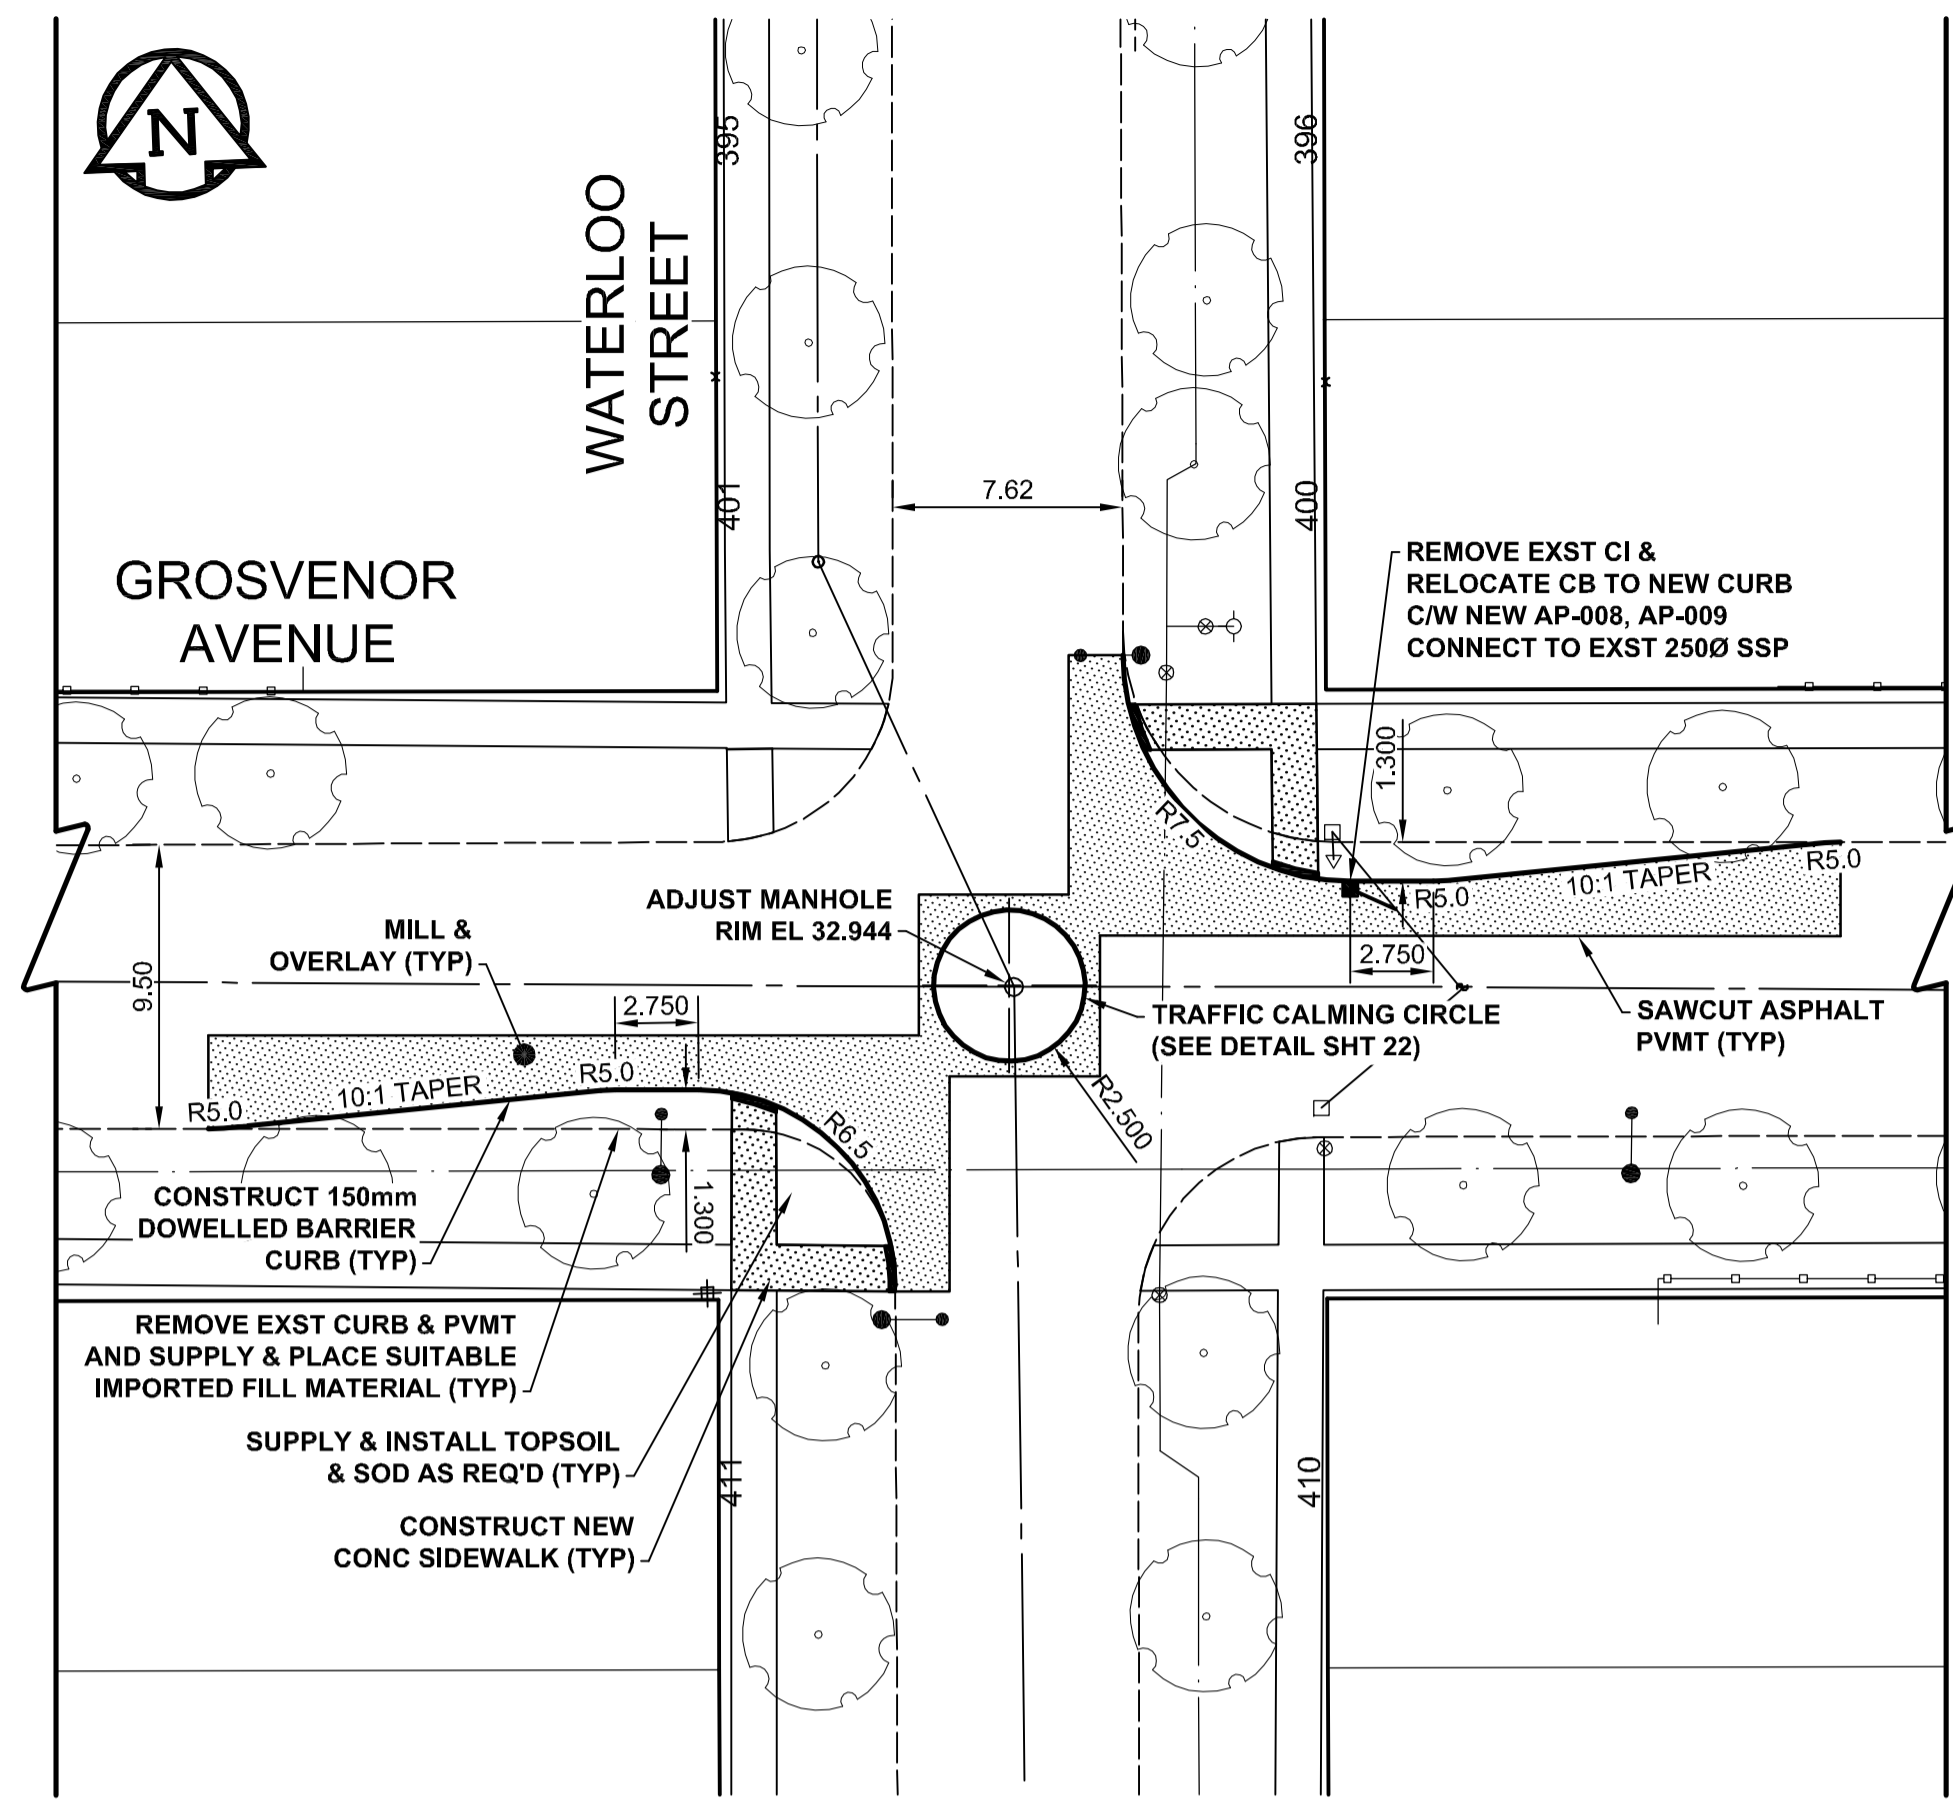 N
WATERLOO
STREET
395
396
401
400
7.62
GROSVENOR
AVENUE
REMOVE EXST CI &
RELOCATE CB TO NEW CURB
C/W NEW AP-008, AP-009
CONNECT TO EXST 250Ø SSP
1.300
R7.5
R5.0
10:1 TAPER
R5.0
2.750
ADJUST MANHOLE
RIM EL 32.944
MILL &
OVERLAY (TYP)
9.50
2.750
TRAFFIC CALMING CIRCLE
(SEE DETAIL SHT 22)
SAWCUT ASPHALT
PVMT (TYP)
R5.0
10:1 TAPER
R5.0
R6.5
R2.500
1.300
CONSTRUCT 150mm
DOWELLED BARRIER
CURB (TYP)
REMOVE EXST CURB & PVMT
AND SUPPLY & PLACE SUITABLE
IMPORTED FILL MATERIAL (TYP)
SUPPLY & INSTALL TOPSOIL
& SOD AS REQ'D (TYP)
CONSTRUCT NEW
CONC SIDEWALK (TYP)
411
410